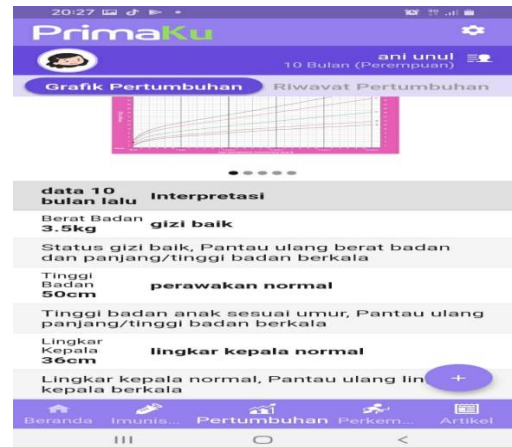 20:27
PrimaKu
ani unul
10 Bulan (Perempuan)
Grafik Pertumbuhan
Riwayat Pertumbuhan
data 10
bulan lalu
Interpretasi
Berat Badan
3.5kg
gizi baik
Status gizi baik, Pantau ulang berat badan
dan panjang/tinggi badan berkala
Tinggi
Badan
50cm
perawakan normal
Tinggi badan anak sesuai umur, Pantau ulang
panjang/tinggi badan berkala
Lingkar
Kepala
36cm
lingkar kepala normal
Lingkar kepala normal, Pantau ulang lin
kepala berkala
+
Beranda
Imunis...
Pertumbuhan
Perkem...
Artikel